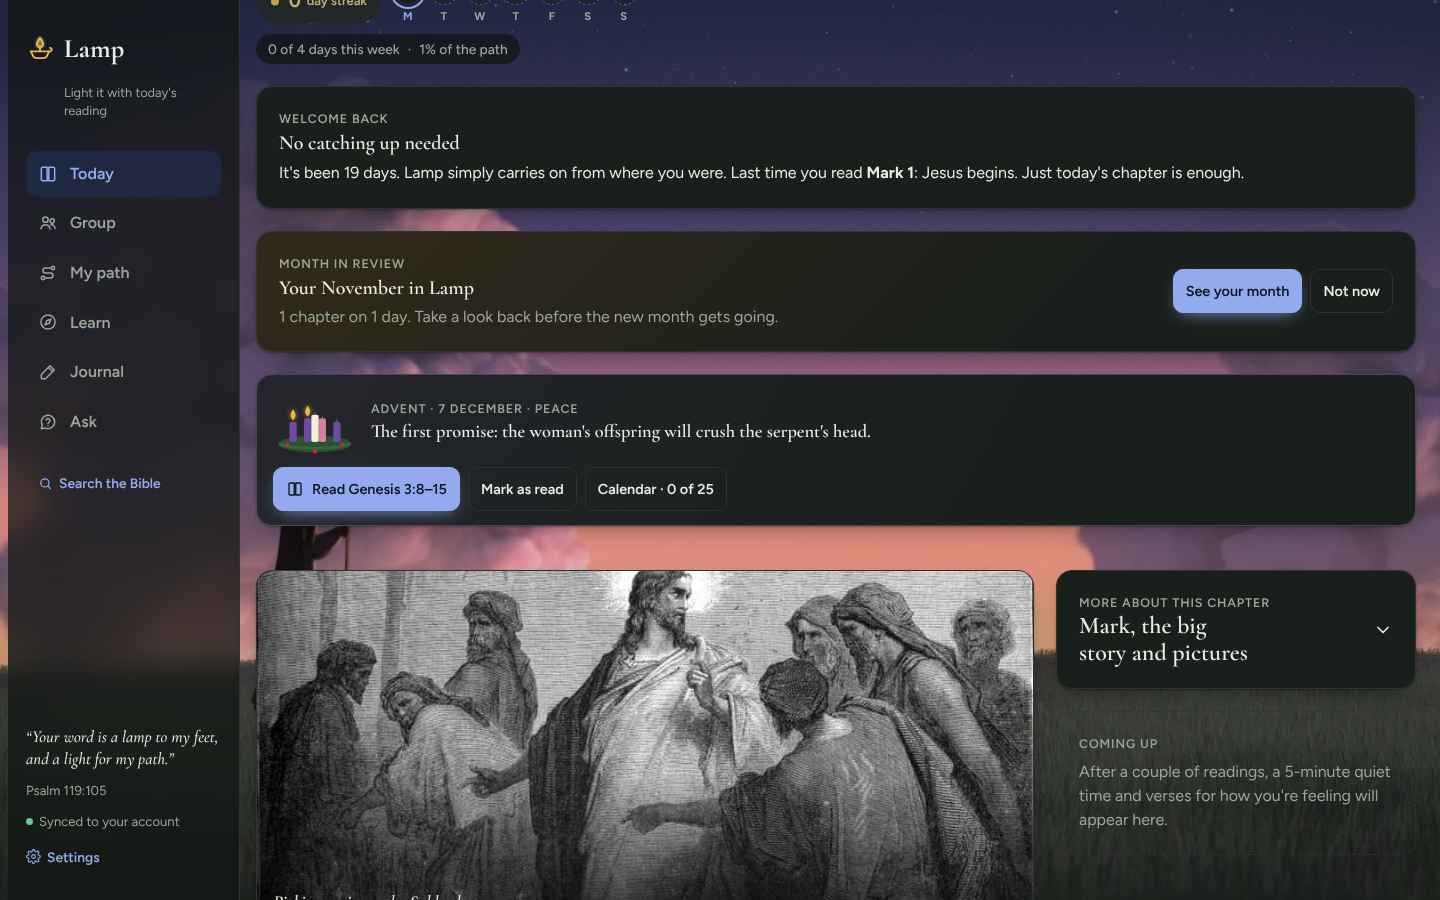 Lamp
Light it with today's
reading
Today
Group
My path
Learn
Journal
Ask
Search the Bible
“Your word is a lamp to my feet,
and a light for my path.”
Psalm 119:105
Synced to your account
Settings
0 day streak
M T W T F S S
0 of 4 days this week · 1% of the path
WELCOME BACK
No catching up needed
It's been 19 days. Lamp simply carries on from where you were. Last time you read Mark 1: Jesus begins. Just today's chapter is enough.
MONTH IN REVIEW
Your November in Lamp
1 chapter on 1 day. Take a look back before the new month gets going.
See your month
Not now
ADVENT · 7 DECEMBER · PEACE
The first promise: the woman's offspring will crush the serpent's head.
Read Genesis 3:8–15
Mark as read
Calendar · 0 of 25
MORE ABOUT THIS CHAPTER
Mark, the big
story and pictures
COMING UP
After a couple of readings, a 5-minute quiet
time and verses for how you're feeling will
appear here.